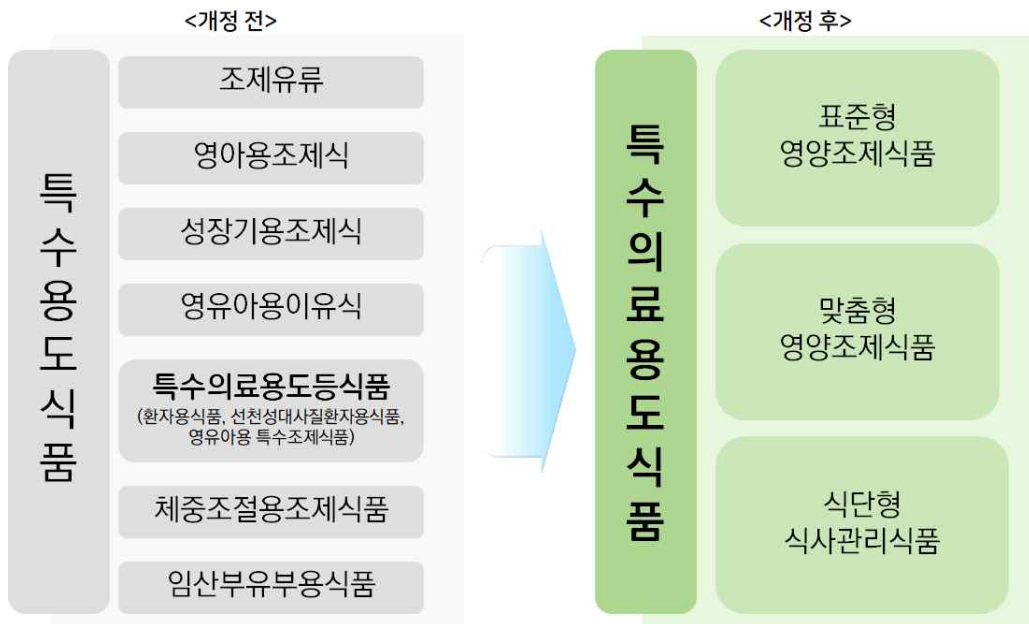 <개정 전>
특수용도식품
조제유류
영아용조제식
성장기용조제식
영유아용이유식
특수의료용도등식품
(환자용식품, 선천성대사질환자용식품,
영유아용 특수조제식품)
체중조절용조제식품
임산부유부용식품
<개정 후>
특수의료용도식품
표준형
영양조제식품
맞춤형
영양조제식품
식단형
식사관리식품